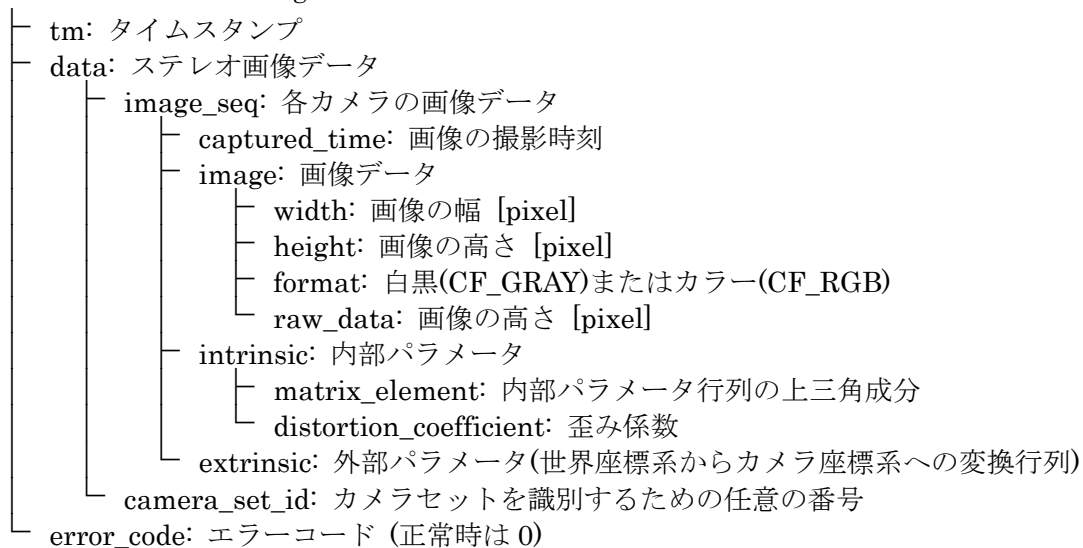 tm: タイムスタンプ
data: ステレオ画像データ
image_seq: 各カメラの画像データ
captured_time: 画像の撮影時刻
image: 画像データ
width: 画像の幅 [pixel]
height: 画像の高さ [pixel]
format: 白黒(CF_GRAY)またはカラー(CF_RGB)
raw_data: 画像の高さ [pixel]
intrinsic: 内部パラメータ
matrix_element: 内部パラメータ行列の上三角成分
distortion_coefficient: 歪み係数
extrinsic: 外部パラメータ(世界座標系からカメラ座標系への変換行列)
camera_set_id: カメラセットを識別するための任意の番号
error_code: エラーコード (正常時は 0)